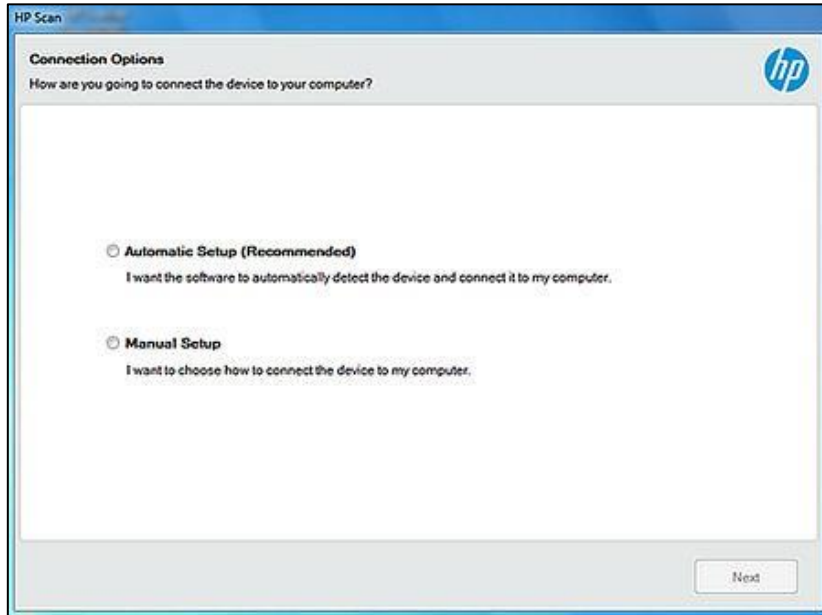 HP Scan
Connection Options
How are you going to connect the device to your computer?
hp
Automatic Setup (Recommended)
I want the software to automatically detect the device and connect it to my computer.
Manual Setup
I want to choose how to connect the device to my computer.
Next